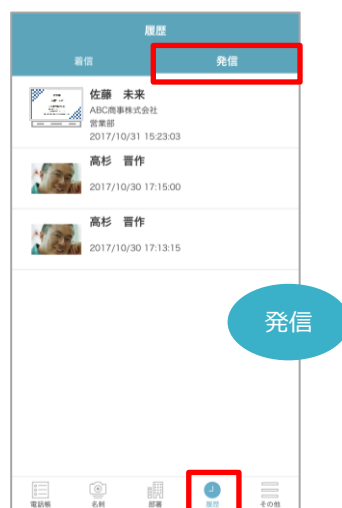 履歴
着信
発信
佐藤 未来
ABC商事株式会社
営業部
2017/10/31 15:23:03
高杉 晋作
2017/10/30 17:15:00
高杉 晋作
2017/10/30 17:13:15
発信
電話帳
名刺
部署
履歴
その他